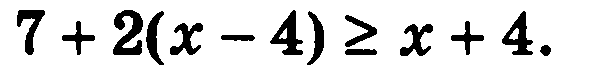 7 + 2(x − 4) ≥ x + 4.